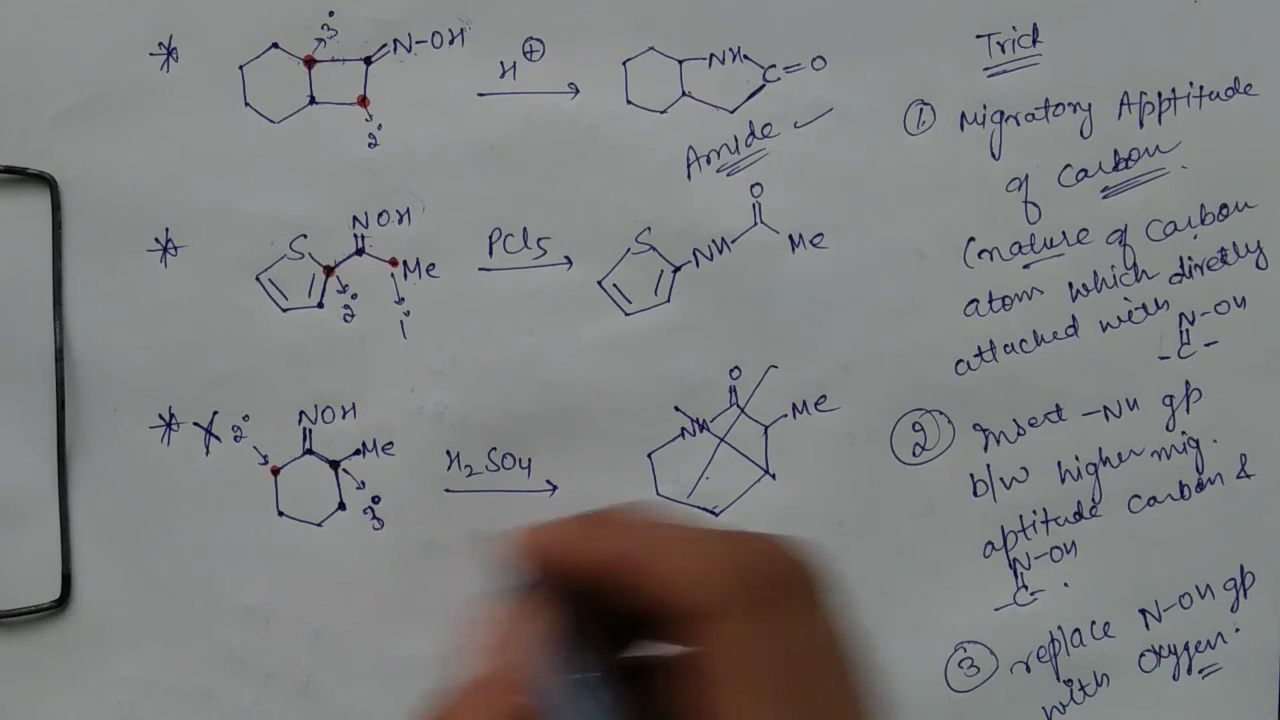 * 3° N-OH H⊕ NH C=O
2° Amide ✓
* S NOH Me PCl5 S NH O Me
2° 1°
* X 2° NOH Me H2SO4 NH O Me
3°
Trick
① Migratory Apptitude
of Carbon
(nature of Carbon
atom which directly
attached with N-OH
-C-
② Insert -NH gp
b/w higher mig.
aptitude carbon &
N-OH
-C- .
③ replace N-OH gp
with oxygen.